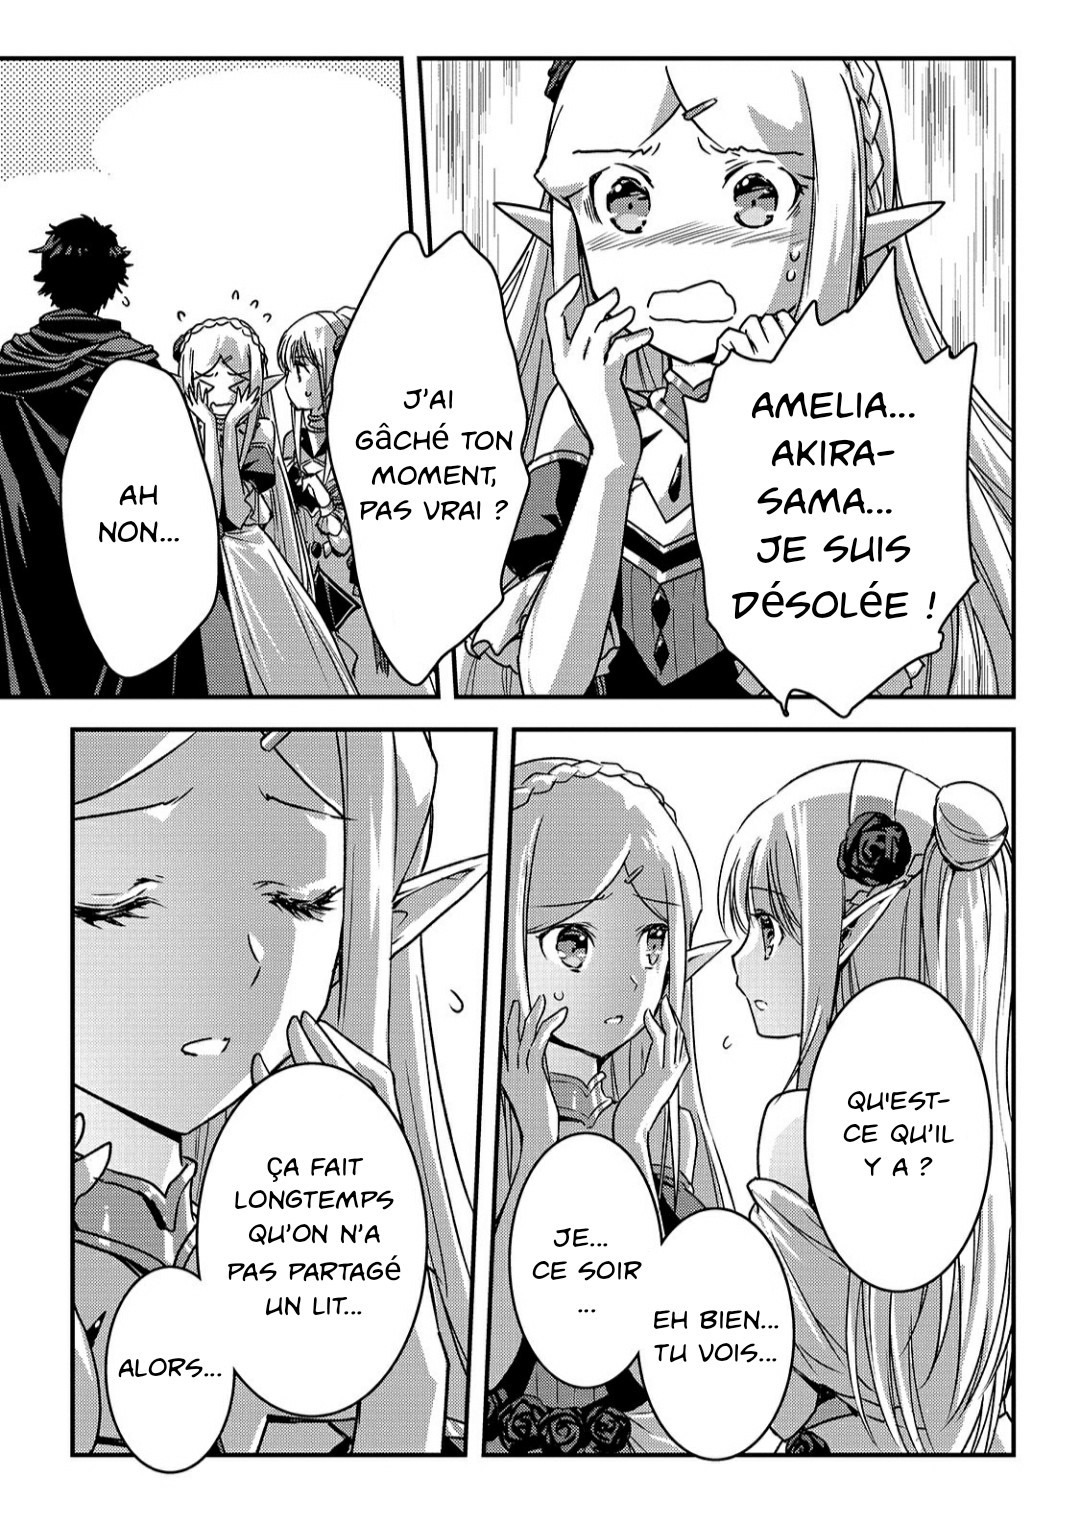 AMELIA...
AKIRA-
SAMA...
JE SUIS
DÉSOLÉE !
J'AI
GÂCHÉ TON
MOMENT,
PAS VRAI ?
AH
NON...
QU'EST-
CE QU'IL
Y A ?
JE...
CE SOIR
...
EH BIEN...
TU VOIS...
ÇA FAIT
LONGTEMPS
QU'ON N'A
PAS PARTAGÉ
UN LIT...
ALORS...